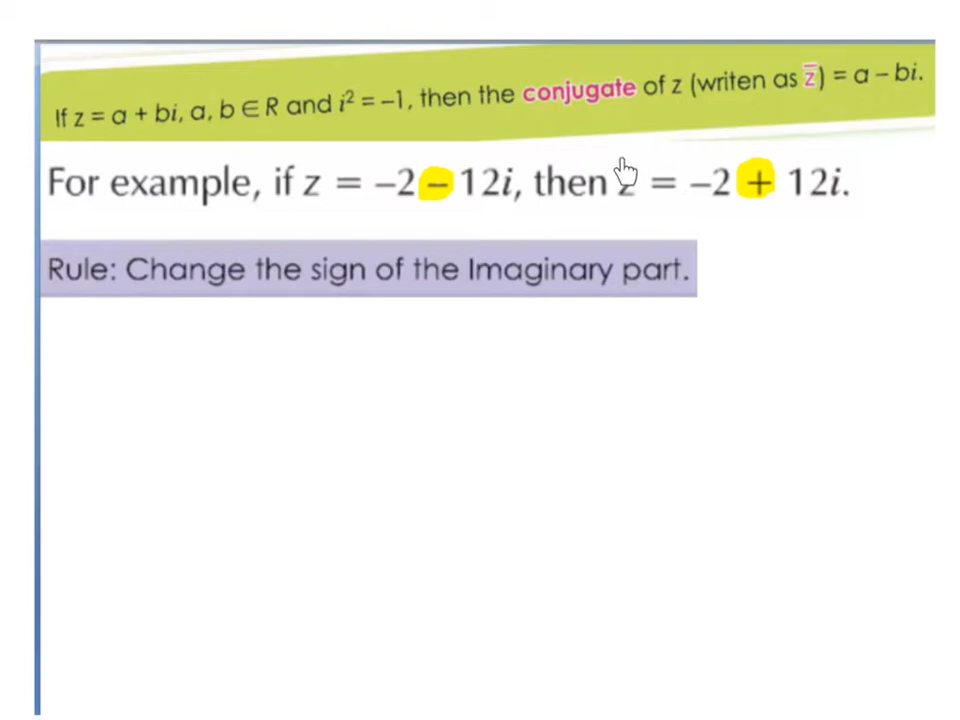 If z = a + bi, a, b ∈ R and i² = –1, then the conjugate of z (writen as z̅) = a – bi.
For example, if z = –2 – 12i, then = –2 + 12i.
Rule: Change the sign of the Imaginary part.